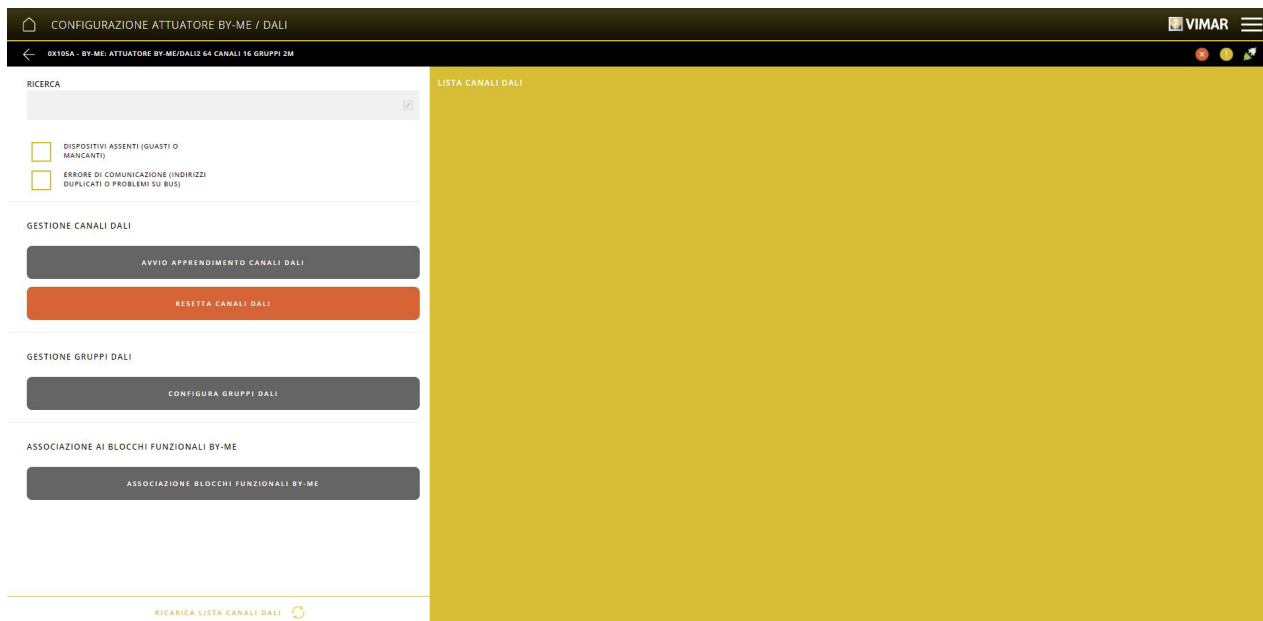 CONFIGURAZIONE ATTUATORE BY-ME / DALI
VIMAR
0X105A - BY-ME: ATTUATORE BY-ME/DALI2 64 CANALI 16 GRUPPI 2M
RICERCA
DISPOSITIVI ASSENTI (GUASTI O
MANCANTI)
ERRORE DI COMUNICAZIONE (INDIRIZZI
DUPLICATI O PROBLEMI SU BUS)
GESTIONE CANALI DALI
AVVIO APPRENDIMENTO CANALI DALI
RESETTA CANALI DALI
GESTIONE GRUPPI DALI
CONFIGURA GRUPPI DALI
ASSOCIAZIONE AI BLOCCHI FUNZIONALI BY-ME
ASSOCIAZIONE BLOCCHI FUNZIONALI BY-ME
RICARICA LISTA CANALI DALI
LISTA CANALI DALI